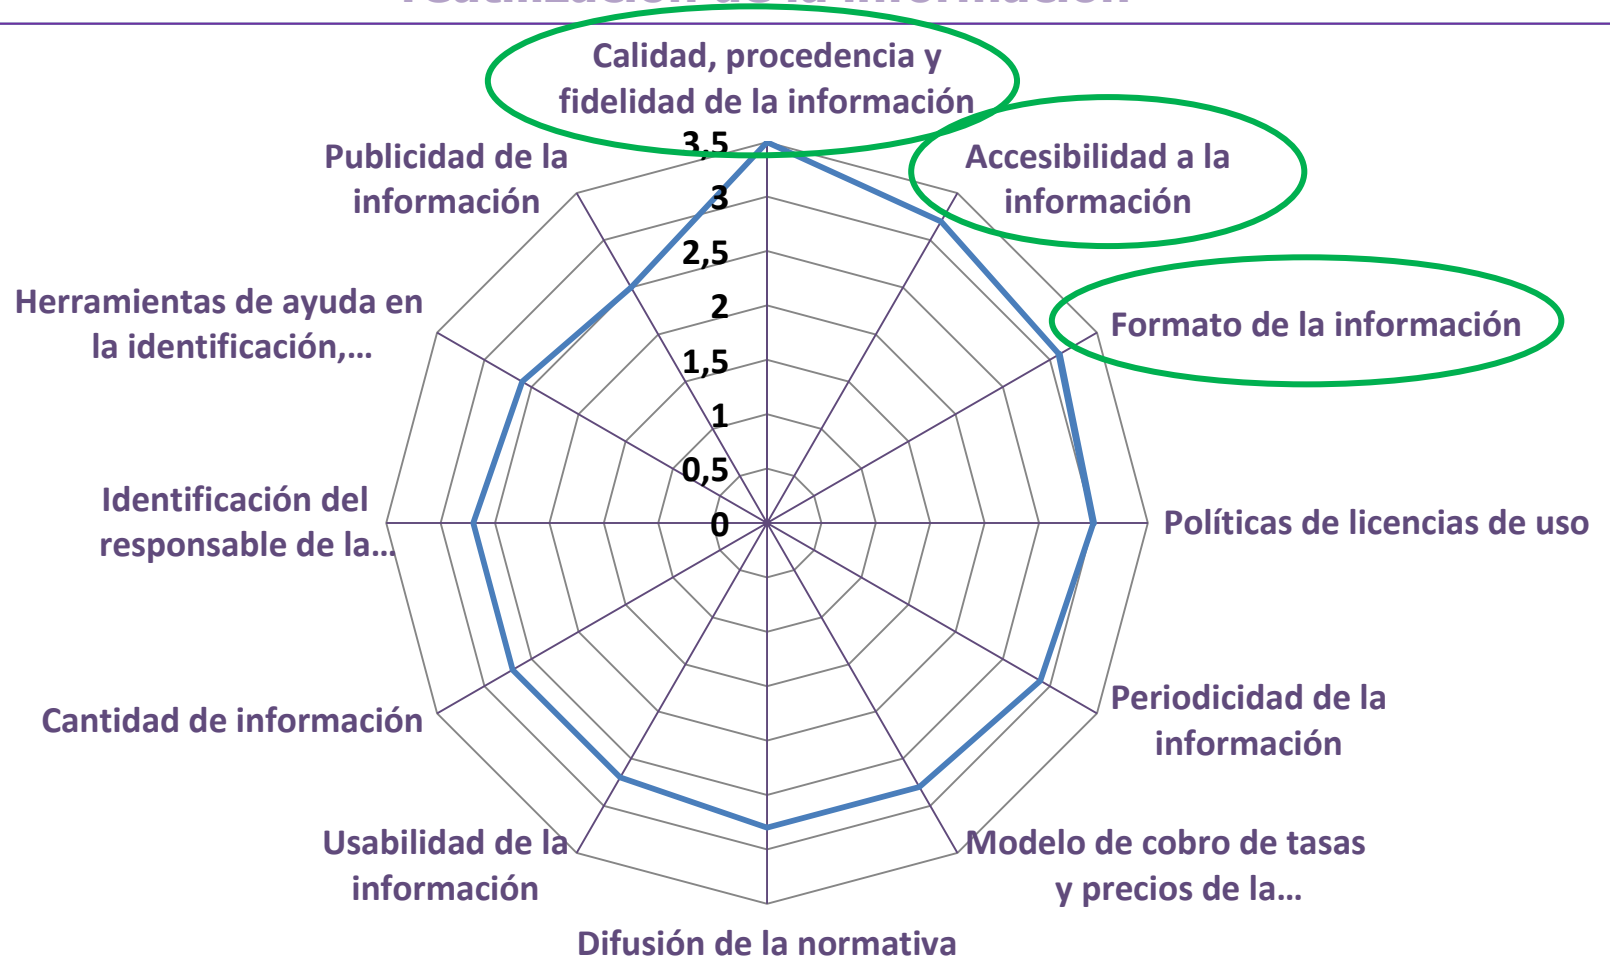 Calidad, procedencia y
fidelidad de la información
Accesibilidad a la
información
Formato de la información
Políticas de licencias de uso
Periodicidad de la
información
Modelo de cobro de tasas
y precios de la...
Difusión de la normativa
Usabilidad de la
información
Cantidad de información
Identificación del
responsable de la...
Herramientas de ayuda en
la identificación,...
Publicidad de la
información
3,5
3
2,5
2
1,5
1
0,5
0